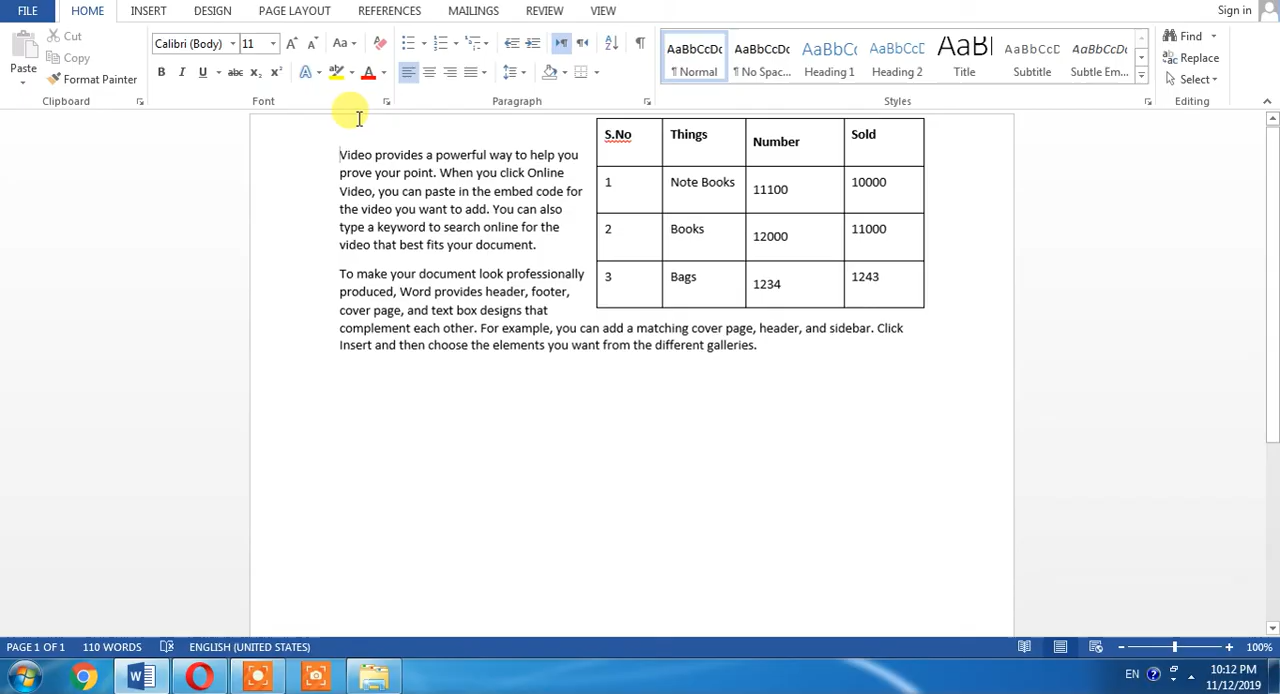 FILE HOME INSERT DESIGN PAGE LAYOUT REFERENCES MAILINGS REVIEW VIEW Sign in
Cut
Copy
Format Painter
Paste
Clipboard
Calibri (Body) 11
Font
Paragraph
AaBbCcDc AaBbCcDc AaBbCc AaBbCcD AaBl AaBbCcD AaBbCcDc
¶ Normal ¶ No Spac... Heading 1 Heading 2 Title Subtitle Subtle Em...
Styles
Find
Replace
Select
Editing
Video provides a powerful way to help you
prove your point. When you click Online
Video, you can paste in the embed code for
the video you want to add. You can also
type a keyword to search online for the
video that best fits your document.
To make your document look professionally
produced, Word provides header, footer,
cover page, and text box designs that
complement each other. For example, you can add a matching cover page, header, and sidebar. Click
Insert and then choose the elements you want from the different galleries.
S.No Things Number Sold
1 Note Books 11100 10000
2 Books 12000 11000
3 Bags 1234 1243
PAGE 1 OF 1 110 WORDS ENGLISH (UNITED STATES) 100%
EN 10:12 PM
11/12/2019